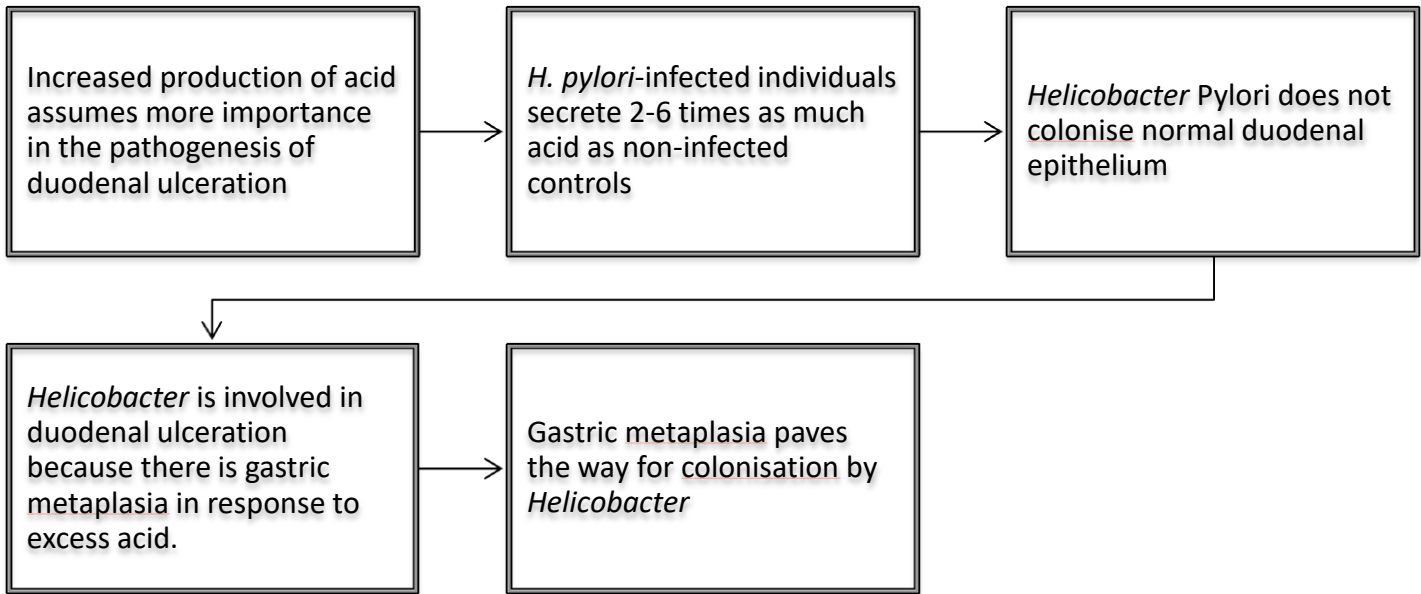 Increased production of acid
assumes more importance
in the pathogenesis of
duodenal ulceration
H. pylori-infected individuals
secrete 2-6 times as much
acid as non-infected
controls
Helicobacter Pylori does not
colonise normal duodenal
epithelium
Helicobacter is involved in
duodenal ulceration
because there is gastric
metaplasia in response to
excess acid.
Gastric metaplasia paves
the way for colonisation by
Helicobacter